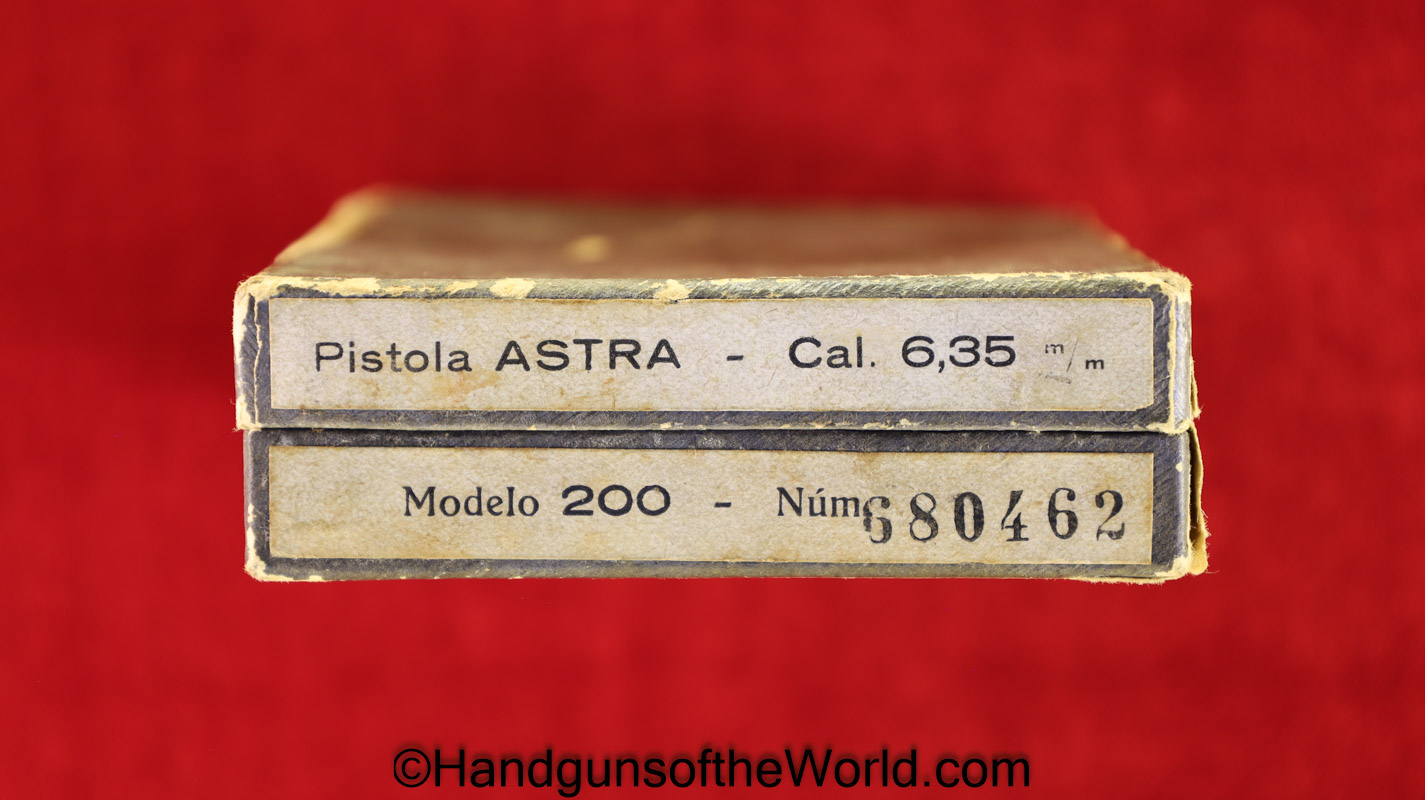 Pistola ASTRA - Cal. 6,35 m/m
Modelo 200 - Núm 680462
©HandgunsoftheWorld.com